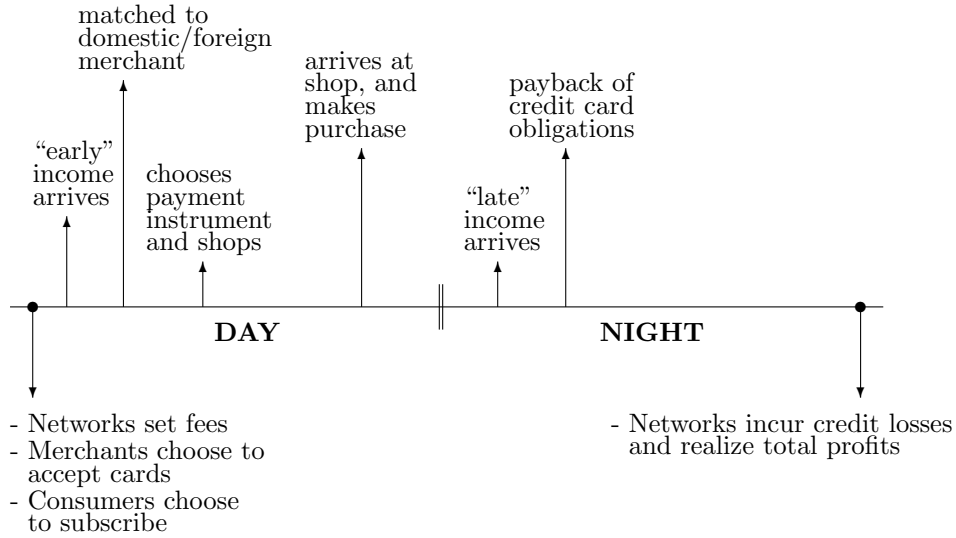 matched to
domestic/foreign
merchant
“early”
income
arrives
chooses
payment
instrument
and shops
arrives at
shop, and
makes
purchase
“late”
income
arrives
payback of
credit card
obligations
DAY
NIGHT
- Networks set fees
- Merchants choose to
accept cards
- Consumers choose
to subscribe
- Networks incur credit losses
and realize total profits